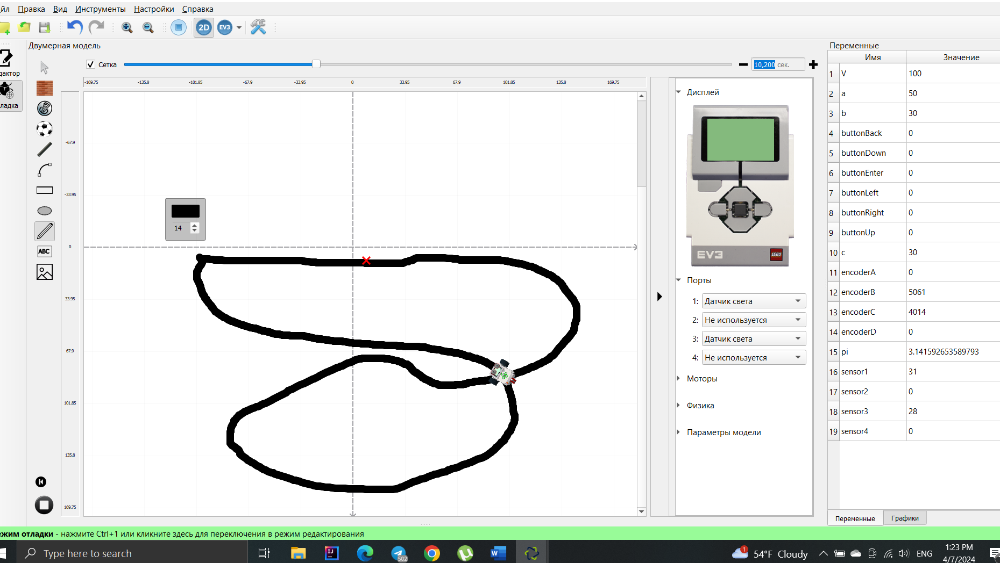 йл Правка Вид Инструменты Настройки Справка
2D EV3
Двумерная модель
Сетка
10,200 сек.
дактор
ладка
-169.75 -135.8 -101.85 -67.9 -33.95 0 33.95 67.9 101.85 135.8 169.75
-67.9
-33.95
0
33.95
67.9
101.85
135.8
169.75
14
ABC
Дисплей
EV3 LEGO
Порты
1: Датчик света
2: Не используется
3: Датчик света
4: Не используется
Моторы
Физика
Параметры модели
Переменные
Имя Значение
1 V 100
2 a 50
3 b 30
4 buttonBack 0
5 buttonDown 0
6 buttonEnter 0
7 buttonLeft 0
8 buttonRight 0
9 buttonUp 0
10 c 30
11 encoderA 0
12 encoderB 5061
13 encoderC 4014
14 encoderD 0
15 pi 3.141592653589793
16 sensor1 31
17 sensor2 0
18 sensor3 28
19 sensor4 0
Переменные Графики
ежим отладки - нажмите Ctrl+1 или кликните здесь для переключения в режим редактирования
Type here to search
IJ
502
W
1
54°F Cloudy
ENG
1:23 PM
4/7/2024